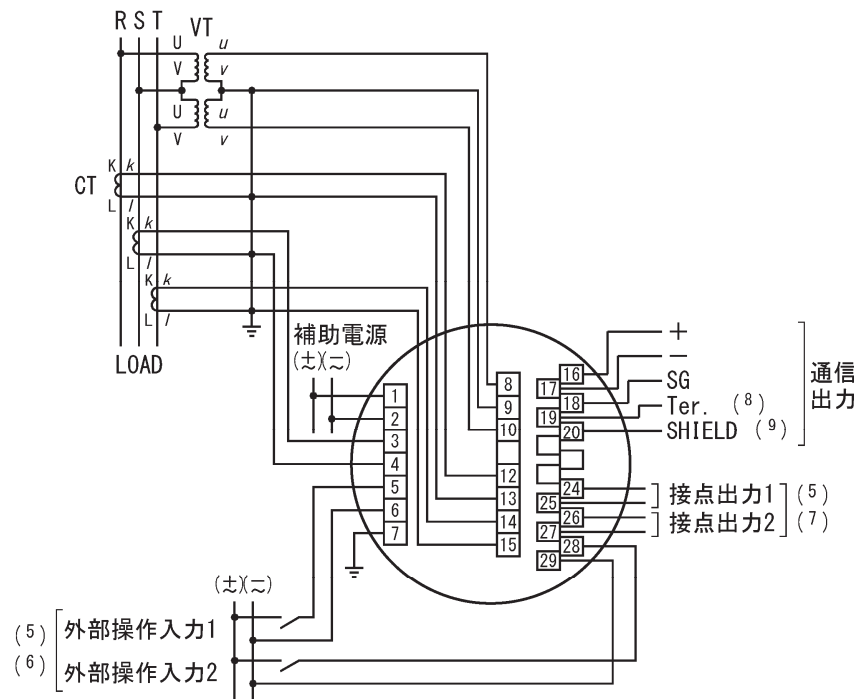 R S T
VT
U u
V v
U u
V v
CT
K k
L l
K k
L l
K k
L l
LOAD
補助電源
(±)(−)
1
2
3
4
5
6
7
8
9
10
12
13
14
15
16
17
18
19
20
24
25
26
27
28
29
+
−
SG
Ter. (8)
SHIELD (9)
通信
出力
接点出力1 (5)
接点出力2 (7)
(±)(−)
(5) 外部操作入力1
(6) 外部操作入力2